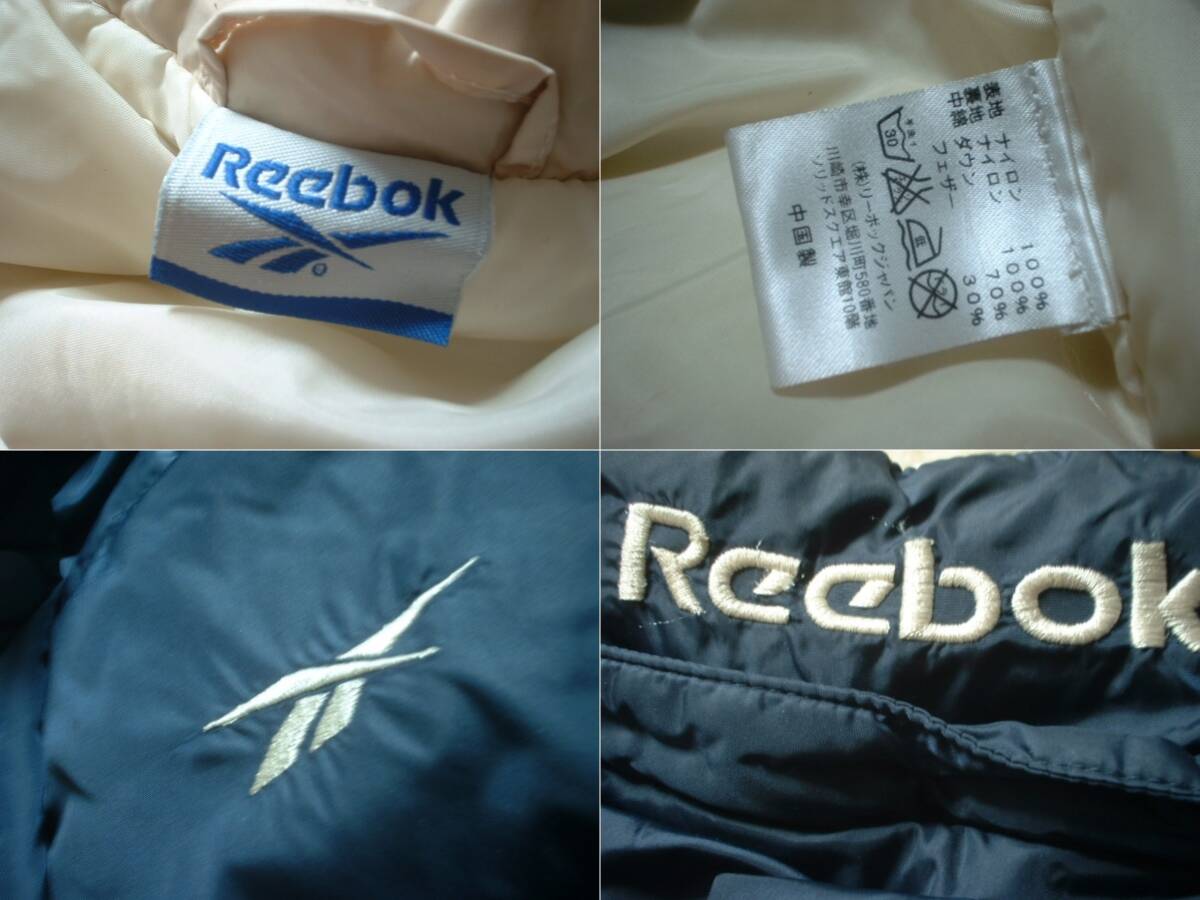 Reebok
表地 ナイロン 100%
裏地 ナイロン 100%
中綿 ダウン 70%
フェザー 30%
30
(株)リーボックジャパン
川崎市幸区堀川町580番地
ソリッドスクエア東館10階
中国製
Reebok